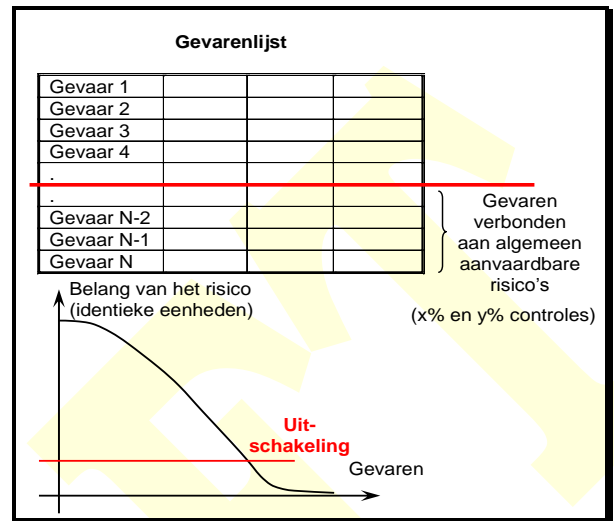 Gevarenlijst
Gevaar 1
Gevaar 2
Gevaar 3
Gevaar 4
.
.
Gevaar N-2
Gevaar N-1
Gevaar N
Gevaren
verbonden
aan algemeen
aanvaardbare
risico's
(x% en y% controles)
Belang van het risico
(identieke eenheden)
Uit-
schakeling
Gevaren